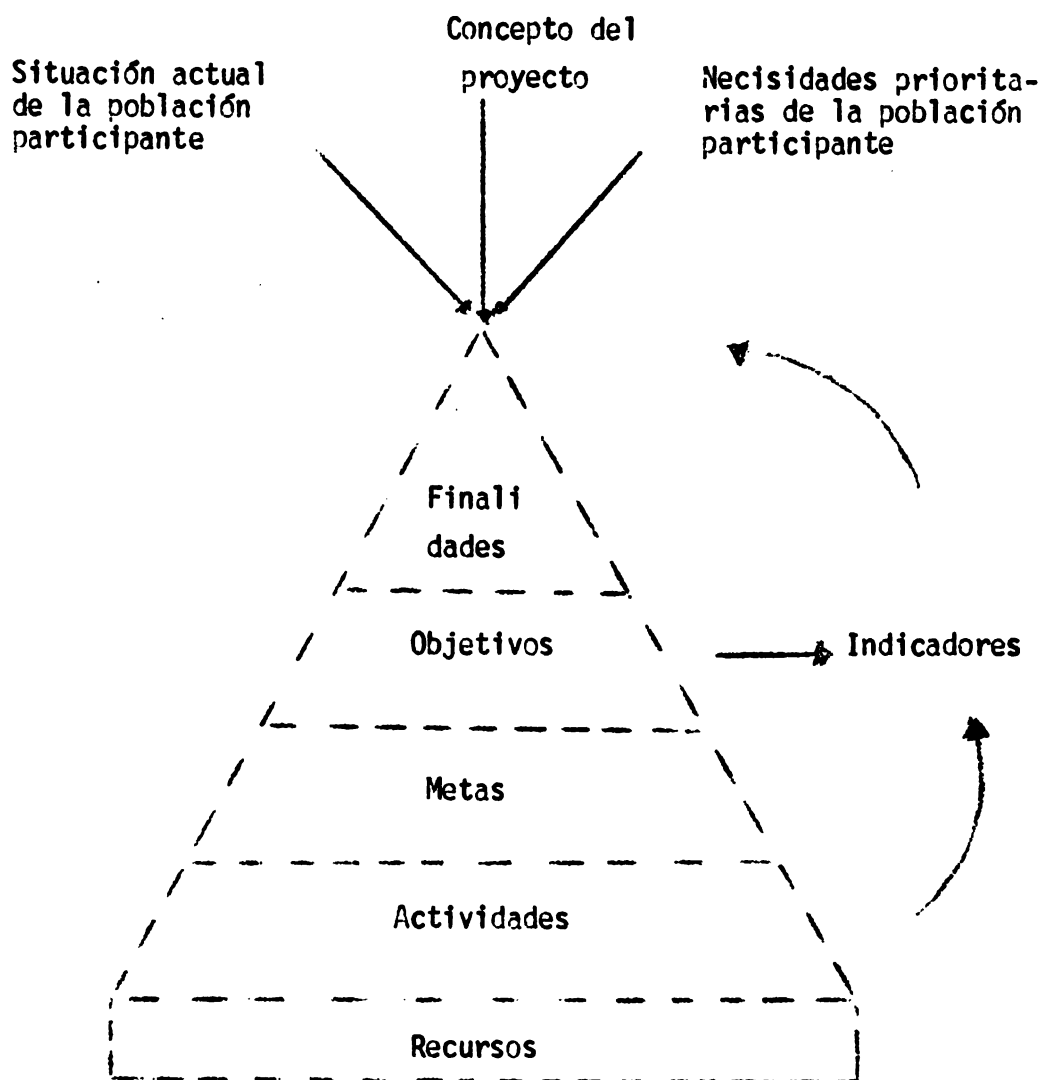 Concepto del
proyecto
Situación actual
de la población
participante
Necisidades priorita-
rias de la población
participante
Finali
dades
Objetivos
Indicadores
Metas
Actividades
Recursos